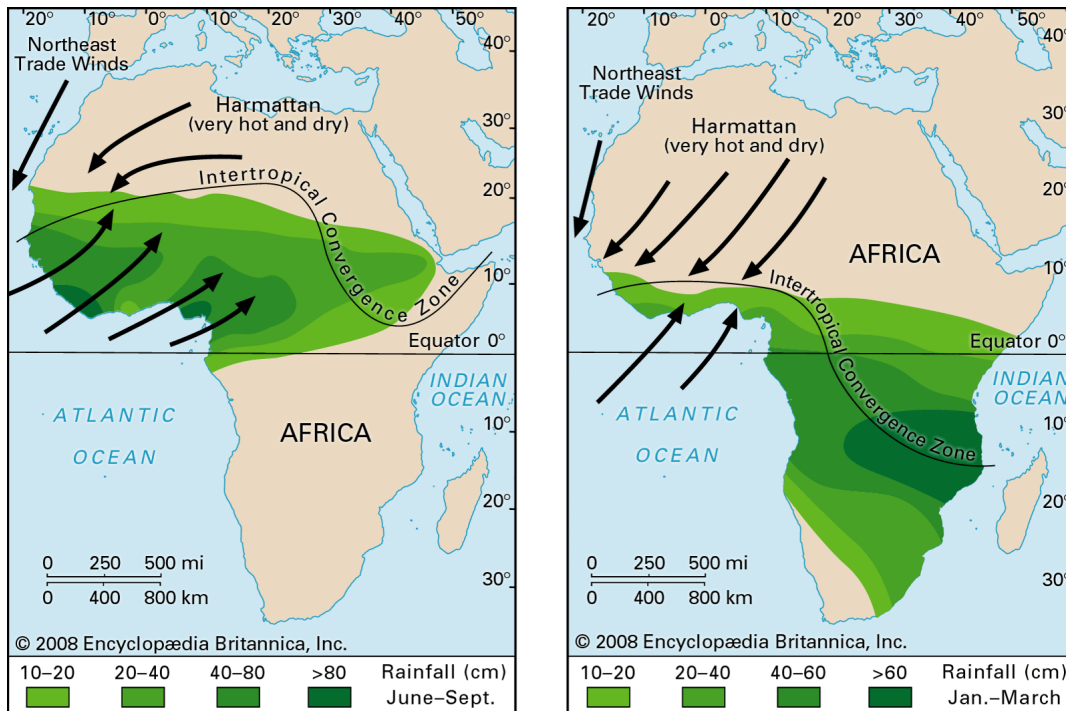 20° 10° 0° 10° 20° 30° 40° 50°
Northeast
Trade Winds
40°
Harmattan
(very hot and dry)
30°
Intertropical Convergence Zone
20°
10°
Equator 0°
INDIAN
OCEAN
ATLANTIC
OCEAN
AFRICA
10°
20°
0 250 500 mi
0 400 800 km
30°
© 2008 Encyclopædia Britannica, Inc.
10–20 20–40 40–80 >80 Rainfall (cm)
June–Sept.
20° 10° 0° 10° 20° 30° 40° 50°
40°
Northeast
Trade Winds
30°
Harmattan
(very hot and dry)
20°
AFRICA
10°
Intertropical Convergence Zone
Equator 0°
INDIAN
OCEAN
ATLANTIC
OCEAN
10°
20°
0 250 500 mi
0 400 800 km
30°
© 2008 Encyclopædia Britannica, Inc.
10–20 20–40 40–60 >60 Rainfall (cm)
Jan.–March